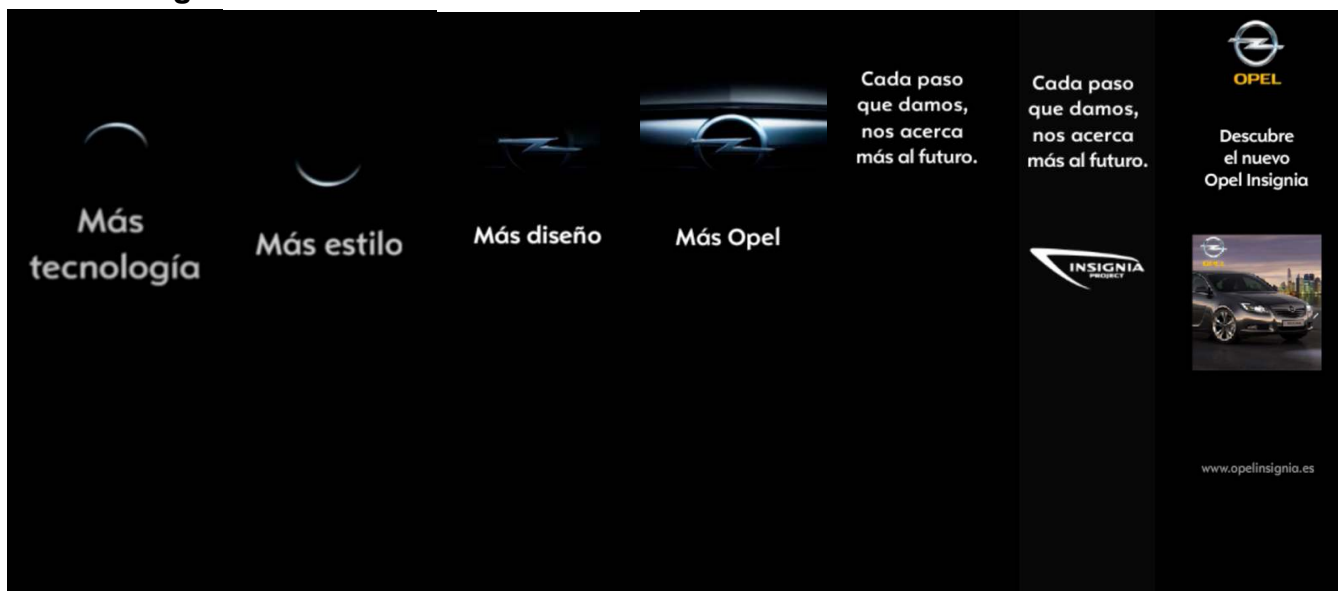 Más
tecnología
Más estilo
Más diseño
Más Opel
Cada paso
que damos,
nos acerca
más al futuro.
Cada paso
que damos,
nos acerca
más al futuro.
INSIGNIA
PROJECT
OPEL
Descubre
el nuevo
Opel Insignia
OPEL
www.opelinsignia.es